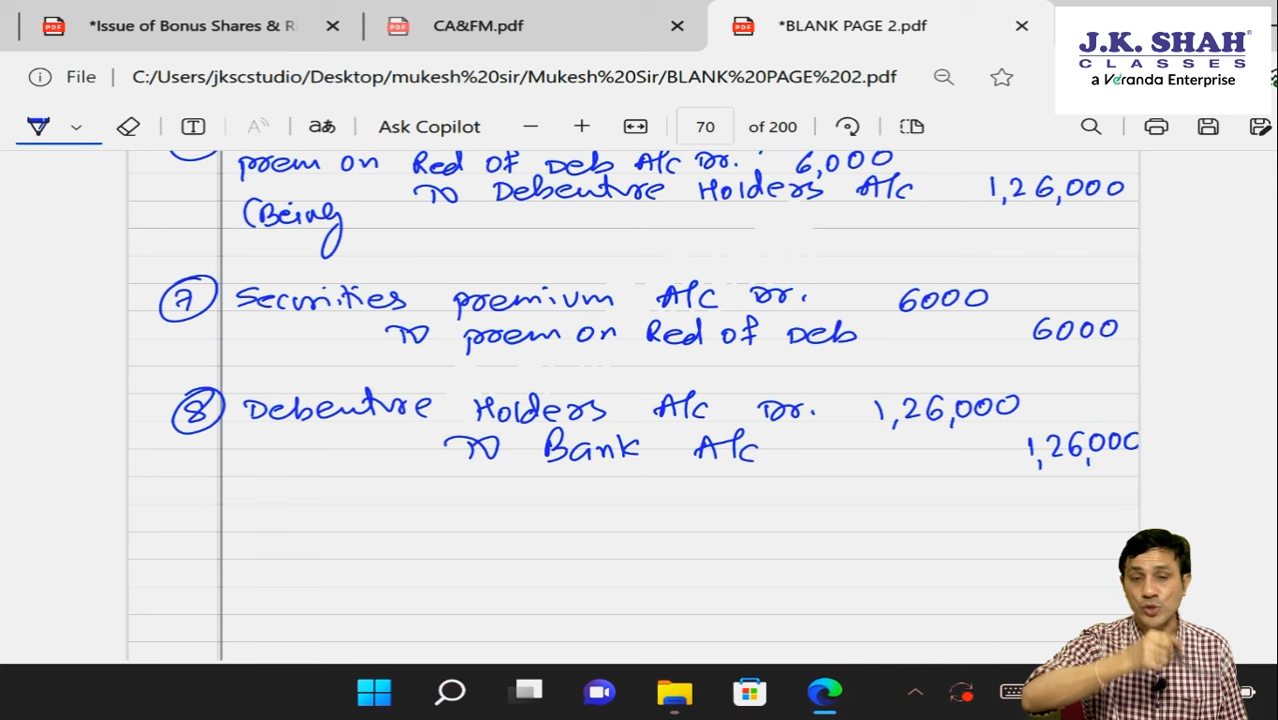 *Issue of Bonus Shares & Ri
CA&FM.pdf
*BLANK PAGE 2.pdf
J.K. SHAH
CLASSES
a Veranda Enterprise
File C:/Users/jkscstudio/Desktop/mukesh%20sir/Mukesh%20Sir/BLANK%20PAGE%202.pdf
aあ Ask Copilot 70 of 200
prem on Red of Deb A/c Dr. 6,000
To Debenture Holders A/c 1,26,000
(Being
7 Securities premium A/c Dr. 6000
To prem on Red of Deb 6000
8 Debenture Holders A/c Dr. 1,26,000
To Bank A/c 1,26,000